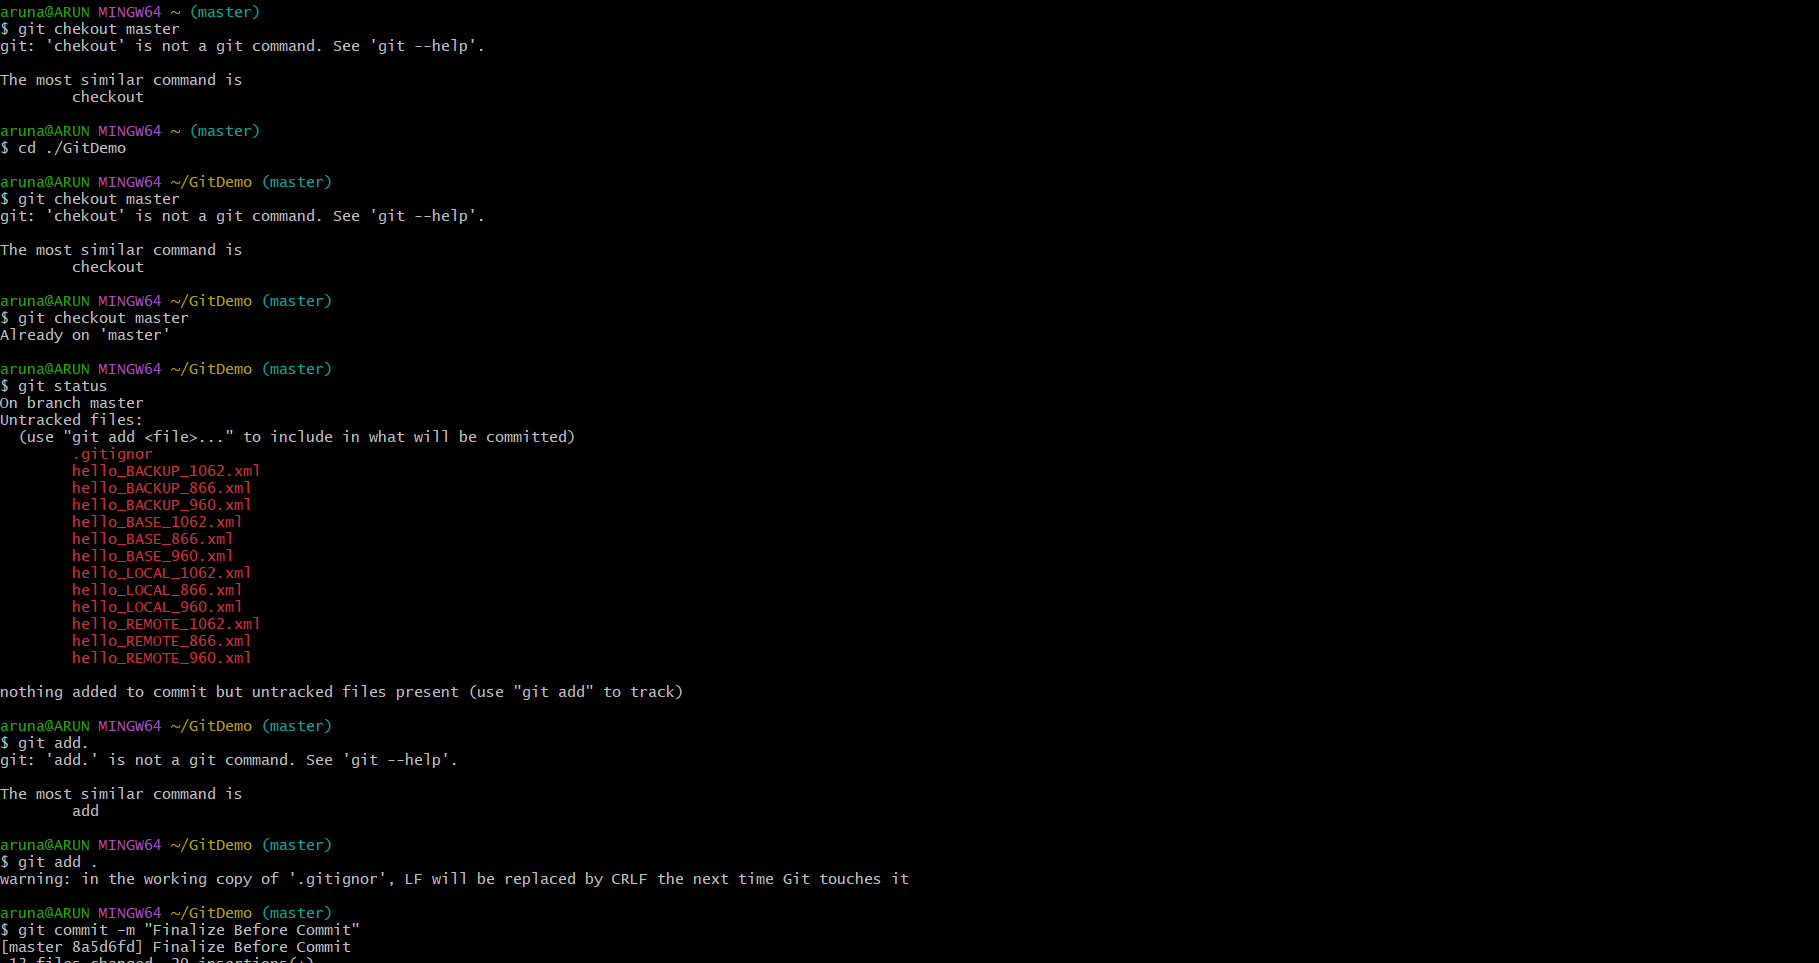 aruna@ARUN MINGW64 ~ (master)
$ git chekout master
git: 'chekout' is not a git command. See 'git --help'.

The most similar command is
        checkout

aruna@ARUN MINGW64 ~ (master)
$ cd ./GitDemo

aruna@ARUN MINGW64 ~/GitDemo (master)
$ git chekout master
git: 'chekout' is not a git command. See 'git --help'.

The most similar command is
        checkout

aruna@ARUN MINGW64 ~/GitDemo (master)
$ git checkout master
Already on 'master'

aruna@ARUN MINGW64 ~/GitDemo (master)
$ git status
On branch master
Untracked files:
  (use "git add <file>..." to include in what will be committed)
        .gitignor
        hello_BACKUP_1062.xml
        hello_BACKUP_866.xml
        hello_BACKUP_960.xml
        hello_BASE_1062.xml
        hello_BASE_866.xml
        hello_BASE_960.xml
        hello_LOCAL_1062.xml
        hello_LOCAL_866.xml
        hello_LOCAL_960.xml
        hello_REMOTE_1062.xml
        hello_REMOTE_866.xml
        hello_REMOTE_960.xml

nothing added to commit but untracked files present (use "git add" to track)

aruna@ARUN MINGW64 ~/GitDemo (master)
$ git add.
git: 'add.' is not a git command. See 'git --help'.

The most similar command is
        add

aruna@ARUN MINGW64 ~/GitDemo (master)
$ git add .
warning: in the working copy of '.gitignor', LF will be replaced by CRLF the next time Git touches it

aruna@ARUN MINGW64 ~/GitDemo (master)
$ git commit -m "Finalize Before Commit"
[master 8a5d6fd] Finalize Before Commit
 13 files changed, insertions(+)